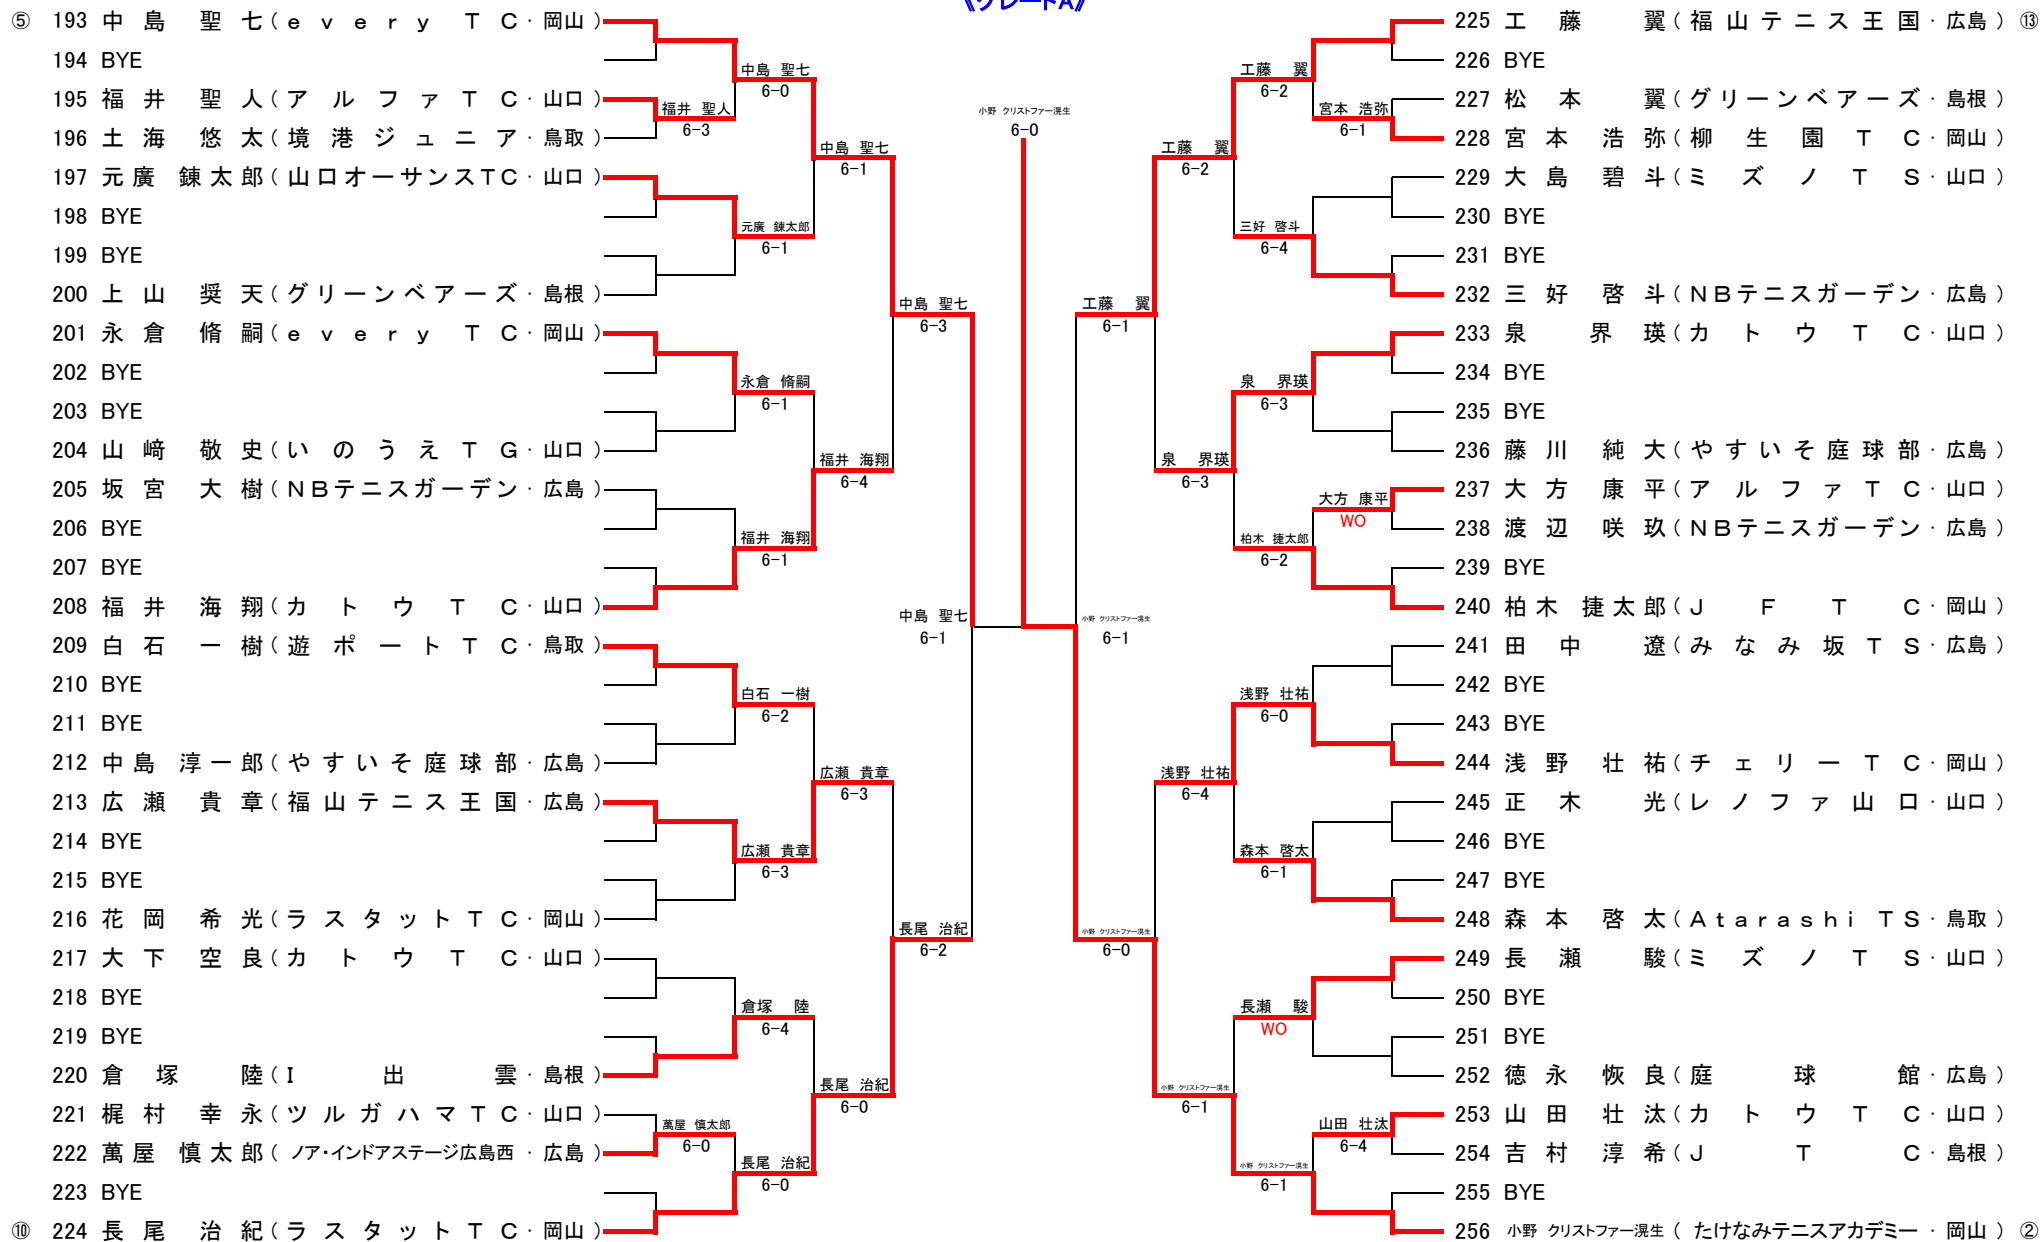 《グレードA》
⑤ 193 中島 聖七(every TC・岡山)
194 BYE
195 福井 聖人(アルファTC・山口)
196 土海 悠太(境港ジュニア・鳥取)
197 元廣 錬太郎(山口オーサンスTC・山口)
198 BYE
199 BYE
200 上山 奨天(グリーンベアーズ・島根)
201 永倉 脩嗣(every TC・岡山)
202 BYE
203 BYE
204 山﨑 敬史(いのうえTG・山口)
205 坂宮 大樹(NBテニスガーデン・広島)
206 BYE
207 BYE
208 福井 海翔(カトウTC・山口)
209 白石 一樹(遊ポートTC・鳥取)
210 BYE
211 BYE
212 中島 淳一郎(やすいそ庭球部・広島)
213 広瀬 貴章(福山テニス王国・広島)
214 BYE
215 BYE
216 花岡 希光(ラスタットTC・岡山)
217 大下 空良(カトウTC・山口)
218 BYE
219 BYE
220 倉塚 陸(I出雲・島根)
221 梶村 幸永(ツルガハマTC・山口)
222 萬屋 慎太郎(ノア・インドアステージ広島西・広島)
223 BYE
⑩ 224 長尾 治紀(ラスタットTC・岡山)
福井 聖人
6-3
萬屋 慎太郎
6-0
中島 聖七
6-0
元廣 錬太郎
6-1
永倉 脩嗣
6-1
福井 海翔
6-1
白石 一樹
6-2
広瀬 貴章
6-3
倉塚 陸
6-4
長尾 治紀
6-0
中島 聖七
6-1
福井 海翔
6-4
広瀬 貴章
6-3
長尾 治紀
6-0
中島 聖七
6-3
長尾 治紀
6-2
中島 聖七
6-1
小野 クリストファー滉生
6-0
小野 クリストファー滉生
6-1
工藤 翼
6-1
小野 クリストファー滉生
6-0
工藤 翼
6-2
泉 界瑛
6-3
浅野 壮祐
6-4
小野 クリストファー滉生
6-1
工藤 翼
6-2
三好 啓斗
6-4
泉 界瑛
6-3
柏木 捷太郎
6-2
浅野 壮祐
6-0
森本 啓太
6-1
長瀬 駿
WO
小野 クリストファー滉生
6-1
宮本 浩弥
6-1
大方 康平
WO
山田 壮汰
6-4
225 工藤 翼(福山テニス王国・広島) ⑬
226 BYE
227 松本 翼(グリーンベアーズ・島根)
228 宮本 浩弥(柳生園TC・岡山)
229 大島 碧斗(ミズノTS・山口)
230 BYE
231 BYE
232 三好 啓斗(NBテニスガーデン・広島)
233 泉 界瑛(カトウTC・山口)
234 BYE
235 BYE
236 藤川 純大(やすいそ庭球部・広島)
237 大方 康平(アルファTC・山口)
238 渡辺 咲玖(NBテニスガーデン・広島)
239 BYE
240 柏木 捷太郎(JFTC・岡山)
241 田中 遼(みなみ坂TS・広島)
242 BYE
243 BYE
244 浅野 壮祐(チェリーTC・岡山)
245 正木 光(レノファ山口・山口)
246 BYE
247 BYE
248 森本 啓太(Atarashi TS・鳥取)
249 長瀬 駿(ミズノTS・山口)
250 BYE
251 BYE
252 徳永 恢良(庭球館・広島)
253 山田 壮汰(カトウTC・山口)
254 吉村 淳希(JTC・島根)
255 BYE
256 小野 クリストファー滉生(たけなみテニスアカデミー・岡山) ②